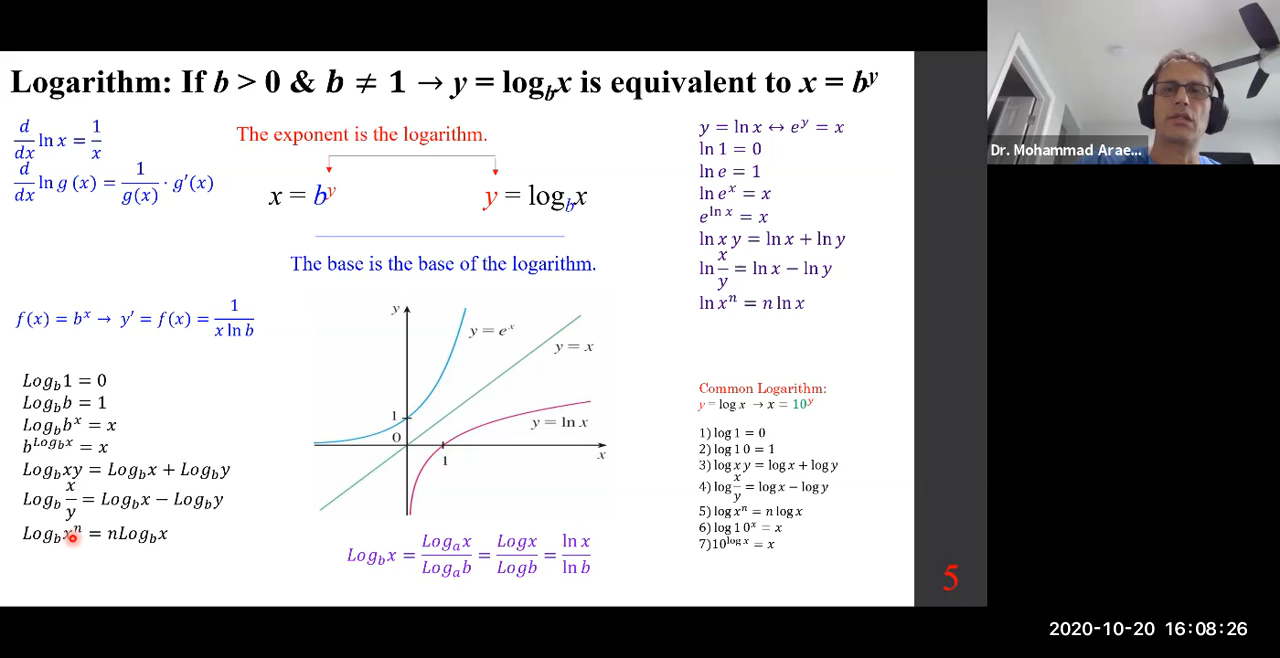 Logarithm: If b > 0 & b ≠ 1 → y = log_b x is equivalent to x = b^y
d/dx ln x = 1/x
d/dx ln g (x) = 1/g(x) · g′(x)
The exponent is the logarithm.
x = b^y
y = log_b x
The base is the base of the logarithm.
f(x) = b^x → y′ = f(x) = 1/(x ln b)
Log_b 1 = 0
Log_b b = 1
Log_b b^x = x
b^(Log_b x) = x
Log_b xy = Log_b x + Log_b y
Log_b x/y = Log_b x − Log_b y
Log_b x^n = nLog_b x
y
y = e^x
y = x
1
0
y = ln x
1
x
Log_b x = Log_a x/Log_a b = Logx/Logb = ln x/ln b
y = ln x ↔ e^y = x
ln 1 = 0
ln e = 1
ln e^x = x
e^(ln x) = x
ln x y = ln x + ln y
ln x/y = ln x − ln y
ln x^n = n ln x
Common Logarithm:
y = log x → x = 10^y
1) log 1 = 0
2) log 10 = 1
3) log x y = log x + log y
4) log x/y = log x − log y
5) log x^n = n log x
6) log 10^x = x
7) 10^(log x) = x
5
Dr. Mohammad Arae...
2020-10-20 16:08:26